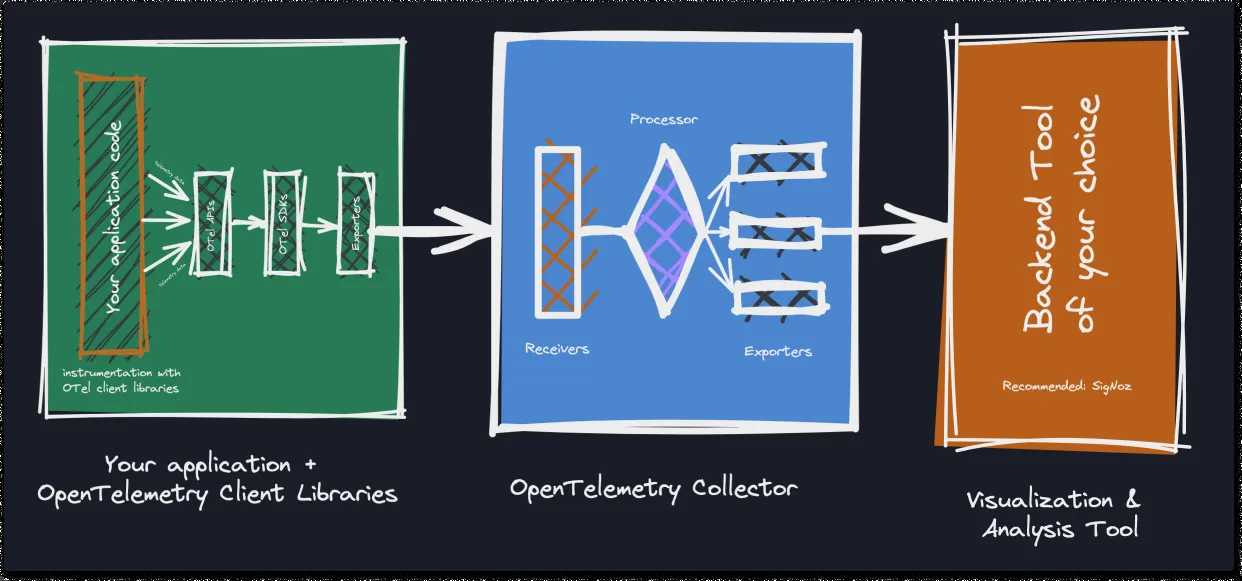 Your application code
telemetry data
telemetry data
OTel APIs
OTel SDKs
Exporters
instrumentation with
OTel client libraries
Your application +
OpenTelemetry Client Libraries
Processor
Receivers
Exporters
OpenTelemetry Collector
Backend Tool
of your choice
Recommended: SigNoz
Visualization &
Analysis Tool